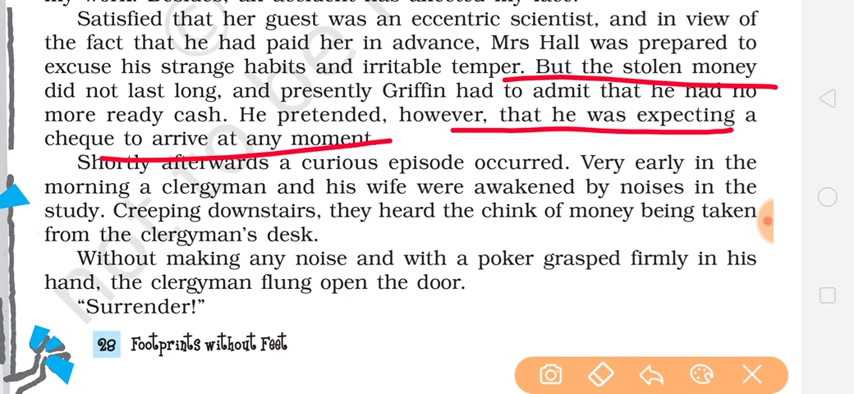 Satisfied that her guest was an eccentric scientist, and in view of
the fact that he had paid her in advance, Mrs Hall was prepared to
excuse his strange habits and irritable temper. But the stolen money
did not last long, and presently Griffin had to admit that he had no
more ready cash. He pretended, however, that he was expecting a
cheque to arrive at any moment.
Shortly afterwards a curious episode occurred. Very early in the
morning a clergyman and his wife were awakened by noises in the
study. Creeping downstairs, they heard the chink of money being taken
from the clergyman's desk.
Without making any noise and with a poker grasped firmly in his
hand, the clergyman flung open the door.
“Surrender!”
28 Footprints without Feet
not to be